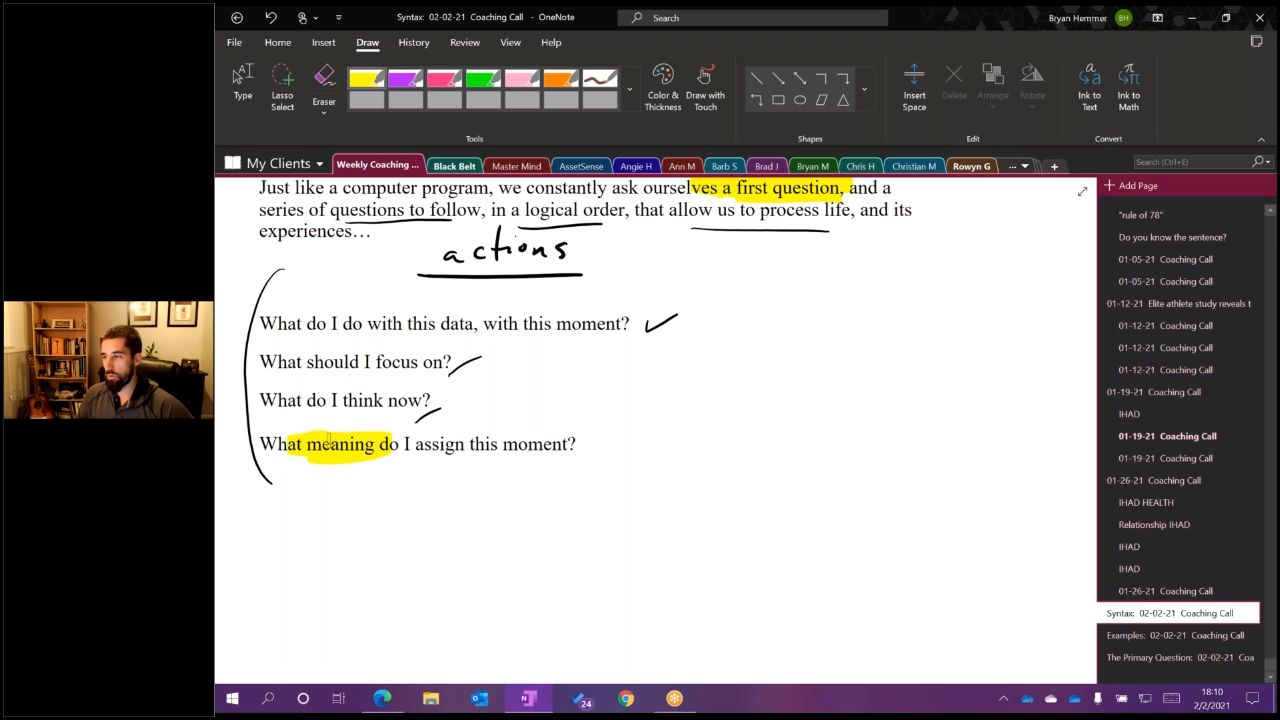 Syntax: 02-02-21 Coaching Call - OneNote
Search
Bryan Hemmer
BH
File
Home
Insert
Draw
History
Review
View
Help
Type
Lasso
Select
Eraser
Color &
Thickness
Draw with
Touch
Insert
Space
Delete
Arrange
Rotate
Ink to
Text
Ink to
Math
Tools
Shapes
Edit
Convert
My Clients
Weekly Coaching ...
Black Belt
Master Mind
AssetSense
Angie H
Ann M
Barb S
Brad J
Bryan M
Chris H
Christian M
Rowyn G
...
Search (Ctrl+E)
Just like a computer program, we constantly ask ourselves a first question, and a
series of questions to follow, in a logical order, that allow us to process life, and its
experiences…
actions
What do I do with this data, with this moment?
What should I focus on?
What do I think now?
What meaning do I assign this moment?
Add Page
"rule of 78"
Do you know the sentence?
01-05-21 Coaching Call
01-05-21 Coaching Call
01-12-21 Elite athlete study reveals t
01-12-21 Coaching Call
01-12-21 Coaching Call
01-12-21 Coaching Call
01-19-21 Coaching Call
IHAD
01-19-21 Coaching Call
01-19-21 Coaching Call
01-26-21 Coaching Call
IHAD HEALTH
Relationship IHAD
IHAD
IHAD
01-26-21 Coaching Call
Syntax: 02-02-21 Coaching Call
Examples: 02-02-21 Coaching Call
The Primary Question: 02-02-21 Coa
24
18:10
2/2/2021